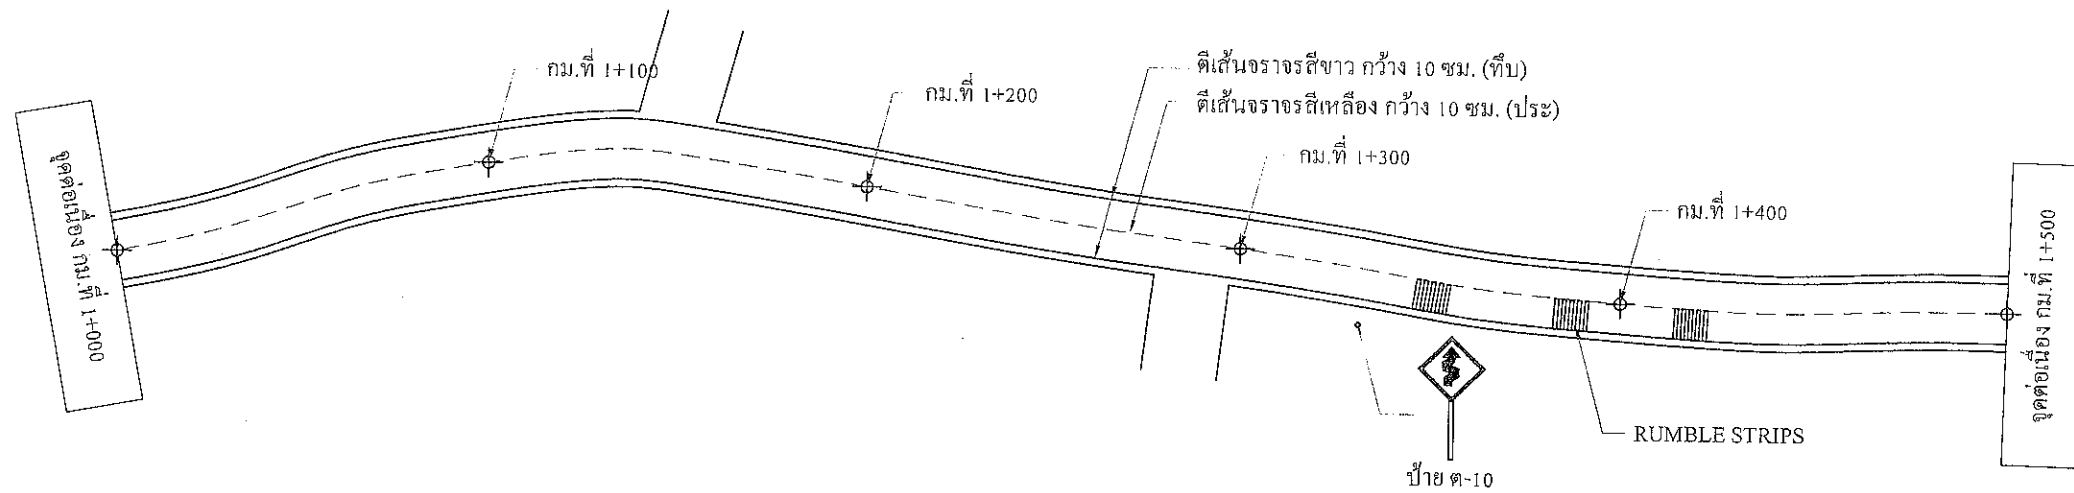 กม.ที่ 1+100
กม.ที่ 1+200
ตีเส้นจราจรสีขาว กว้าง 10 ซม. (ทึบ)
ตีเส้นจราจรสีเหลือง กว้าง 10 ซม. (ประ)
กม.ที่ 1+300
กม.ที่ 1+400
จุดต่อเนื่อง กม.ที่ 1+000
จุดต่อเนื่อง กม.ที่ 1+500
RUMBLE STRIPS
ป้าย ต-10